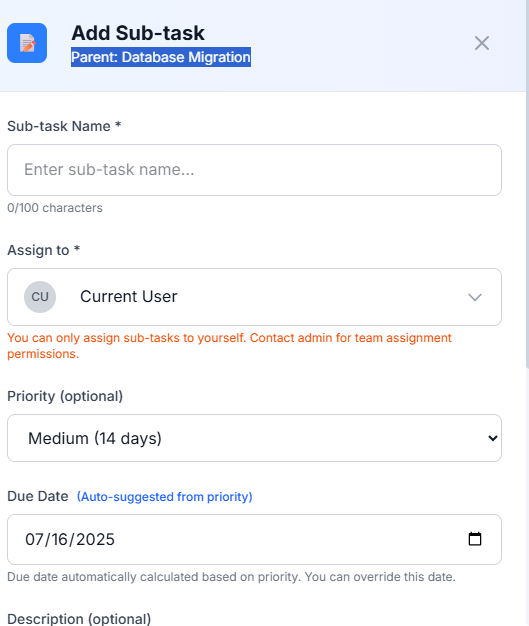 Add Sub-task
Parent: Database Migration
Sub-task Name *
Enter sub-task name...
0/100 characters
Assign to *
CU
Current User
You can only assign sub-tasks to yourself. Contact admin for team assignment
permissions.
Priority (optional)
Medium (14 days)
Due Date (Auto-suggested from priority)
07/16/2025
Due date automatically calculated based on priority. You can override this date.
Description (optional)